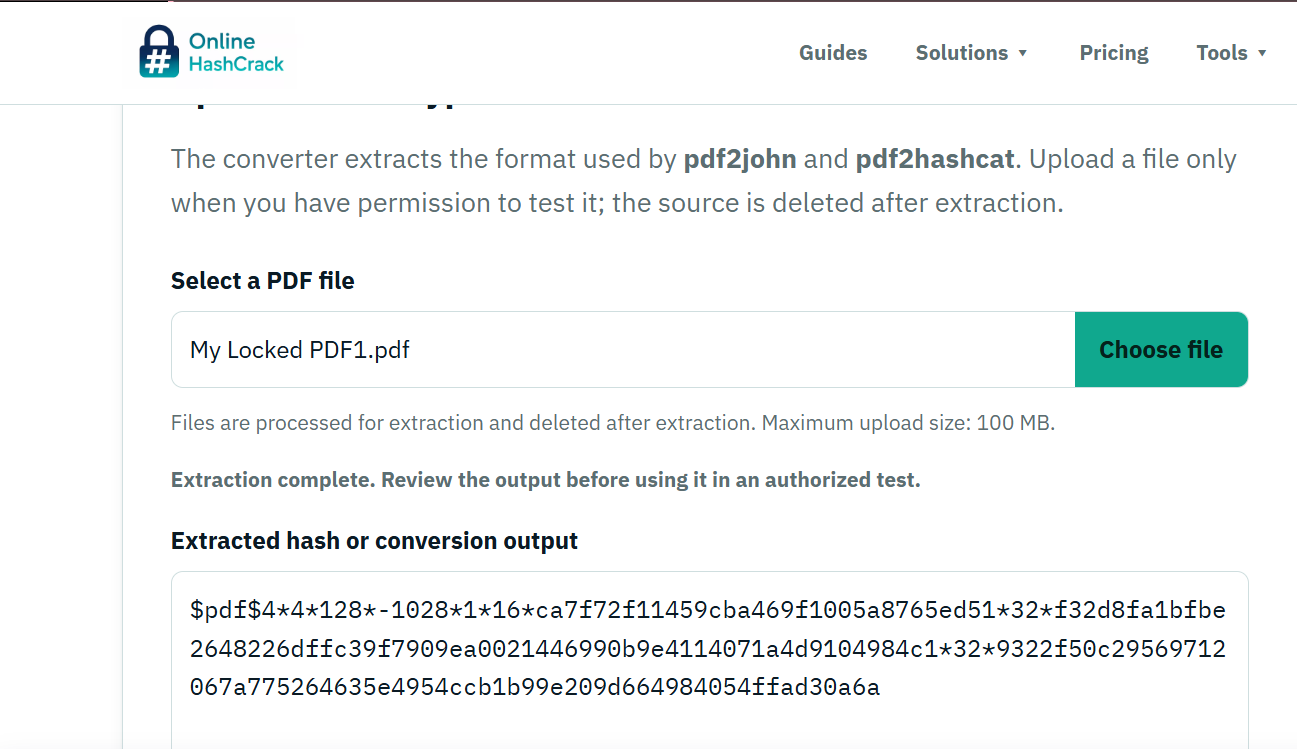 Online
HashCrack
Guides
Solutions ▼
Pricing
Tools ▼
The converter extracts the format used by pdf2john and pdf2hashcat. Upload a file only
when you have permission to test it; the source is deleted after extraction.
Select a PDF file
My Locked PDF1.pdf
Choose file
Files are processed for extraction and deleted after extraction. Maximum upload size: 100 MB.
Extraction complete. Review the output before using it in an authorized test.
Extracted hash or conversion output
$pdf$4*4*128*-1028*1*16*ca7f72f11459cba469f1005a8765ed51*32*f32d8fa1bfbe
2648226dffc39f7909ea0021446990b9e4114071a4d9104984c1*32*9322f50c29569712
067a775264635e4954ccb1b99e209d664984054ffad30a6a